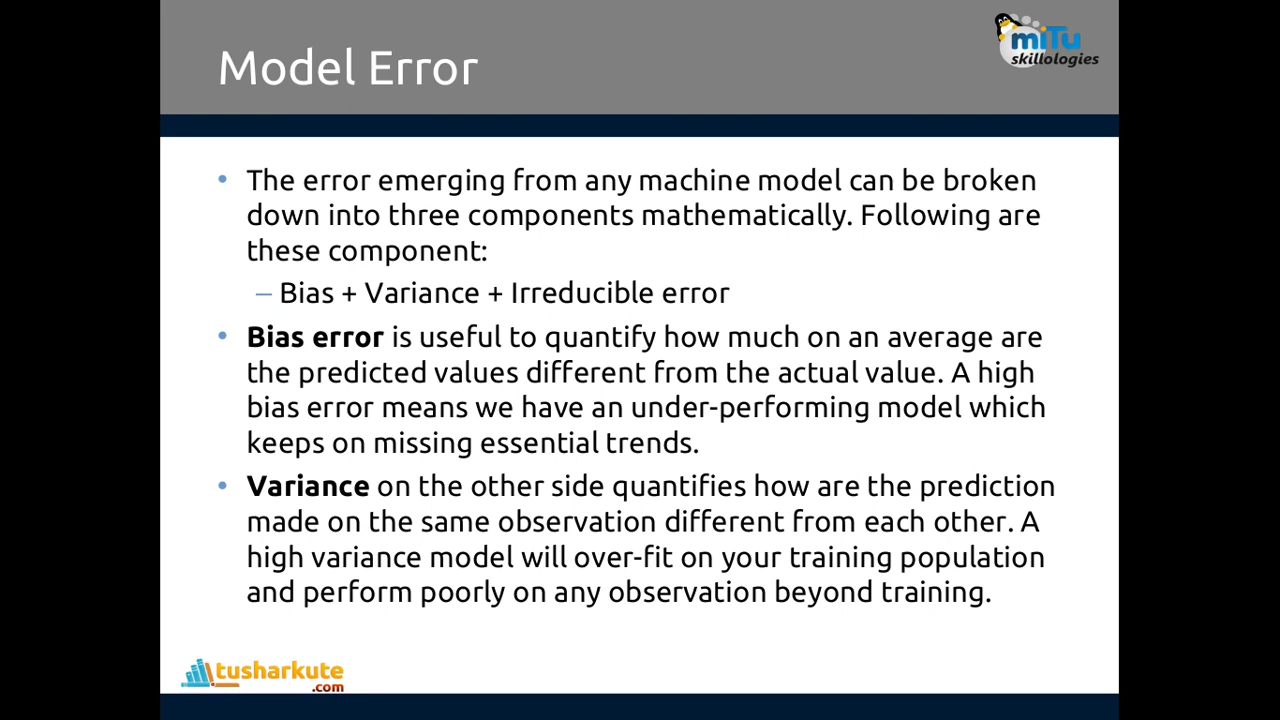 Model Error
miTu
skillologies
• The error emerging from any machine model can be broken
down into three components mathematically. Following are
these component:
– Bias + Variance + Irreducible error
• Bias error is useful to quantify how much on an average are
the predicted values different from the actual value. A high
bias error means we have an under-performing model which
keeps on missing essential trends.
• Variance on the other side quantifies how are the prediction
made on the same observation different from each other. A
high variance model will over-fit on your training population
and perform poorly on any observation beyond training.
tusharkute
.com